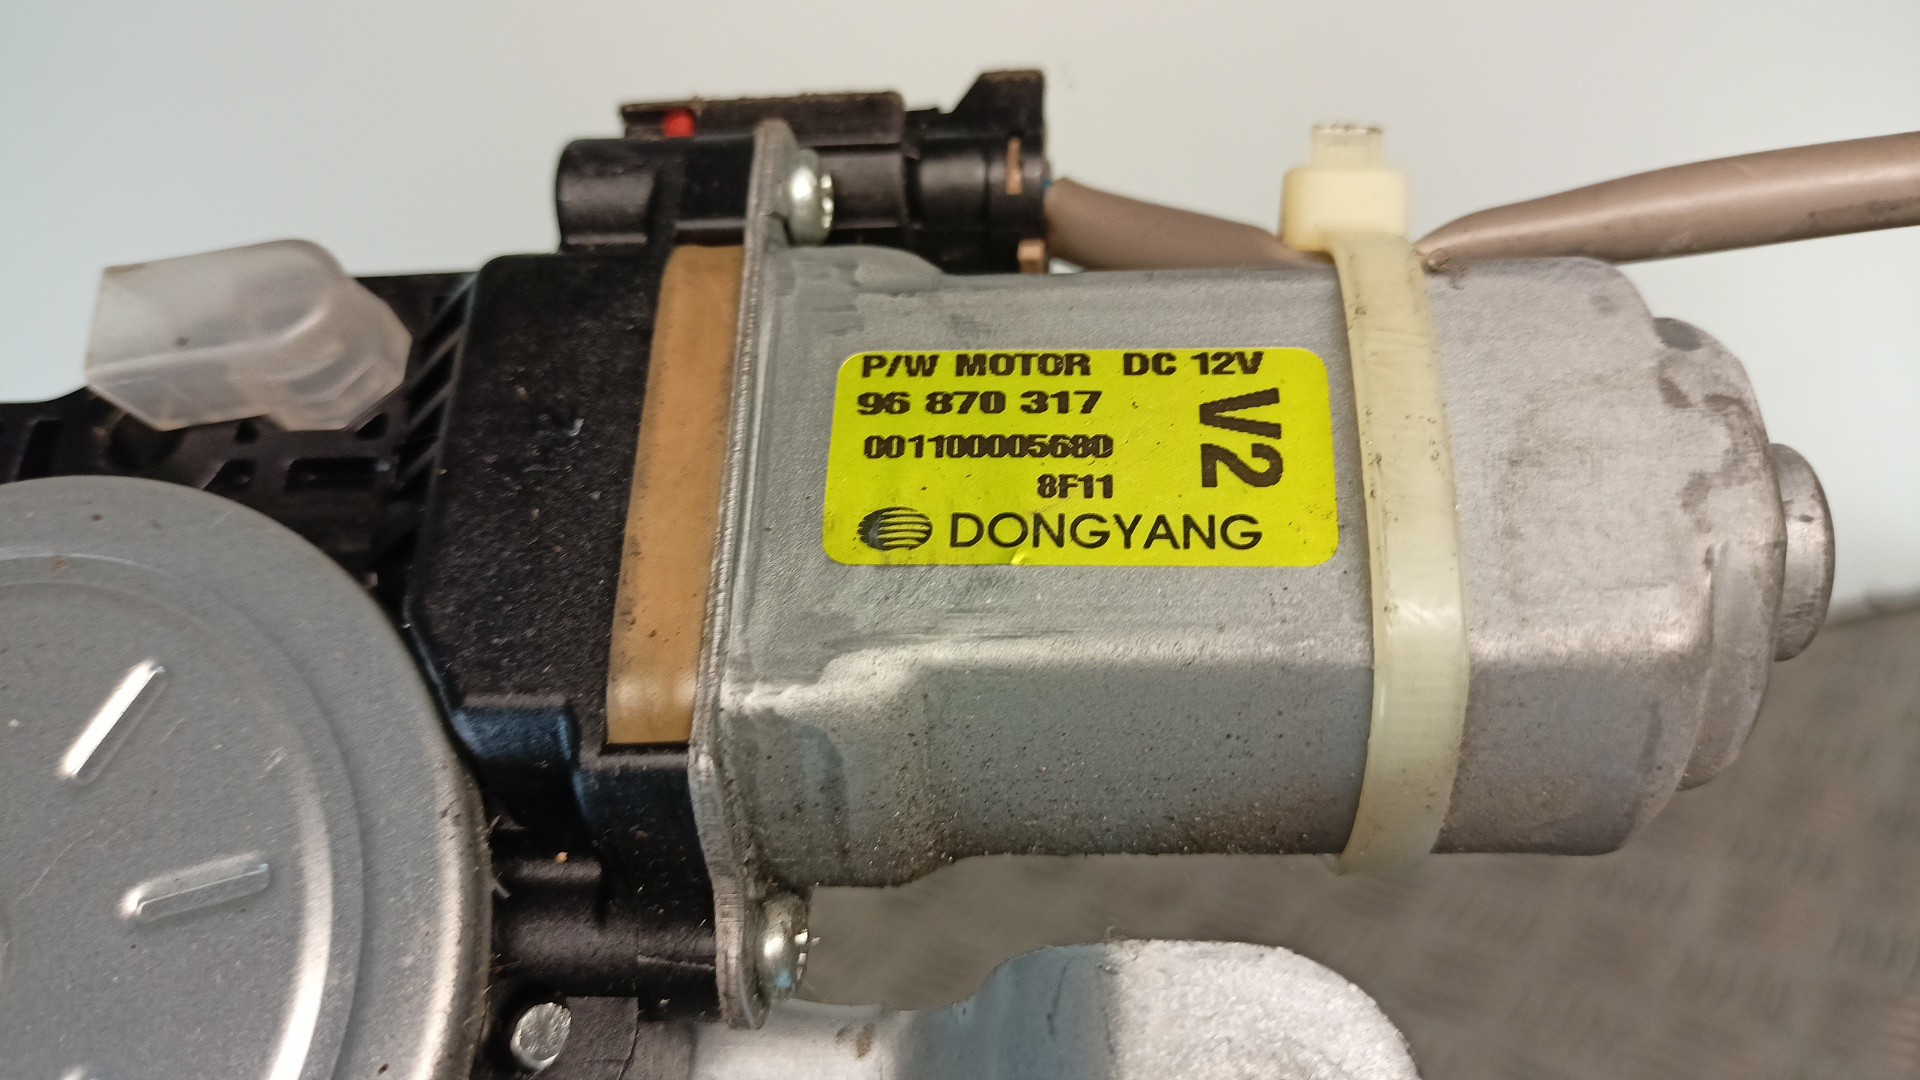 P/W MOTOR DC 12V
96 870 317
001100005680
8F11
V2
DONGYANG